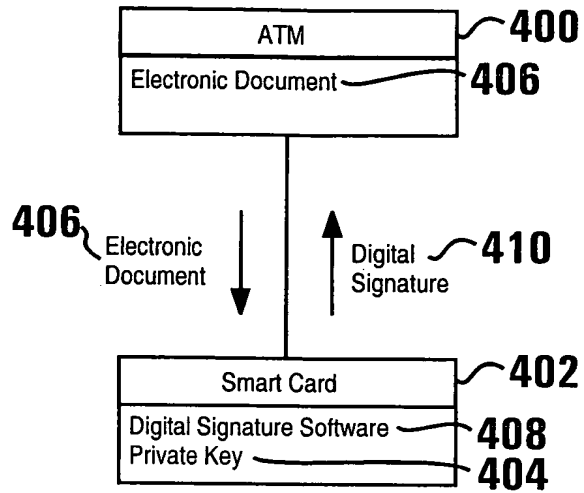 ATM 400
Electronic Document 406
406 Electronic
Document
Digital 410
Signature
Smart Card 402
Digital Signature Software 408
Private Key 404